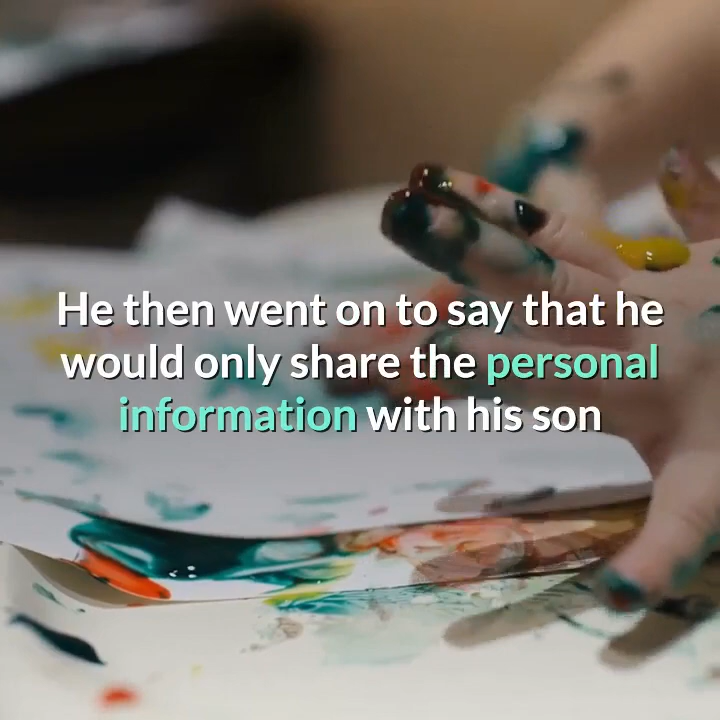 He then went on to say that he
would only share the personal
information with his son